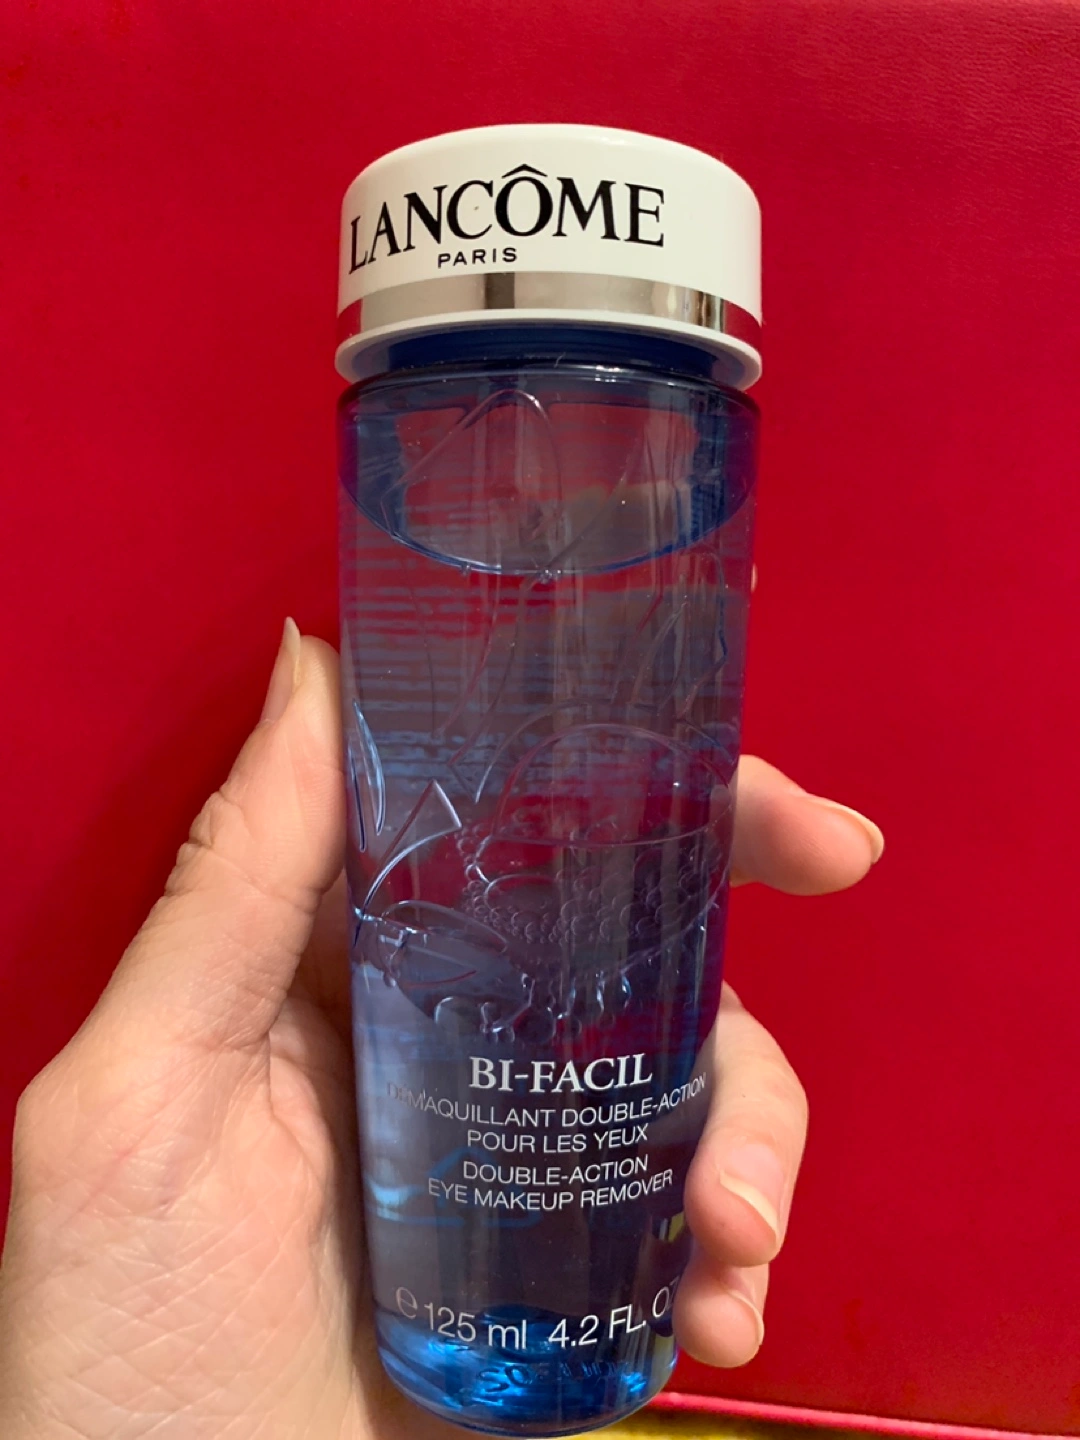 LANCÔME
PARIS
BI-FACIL
DÉMAQUILLANT DOUBLE-ACTION
POUR LES YEUX
DOUBLE-ACTION
EYE MAKEUP REMOVER
℮ 125 ml 4.2 FL. OZ